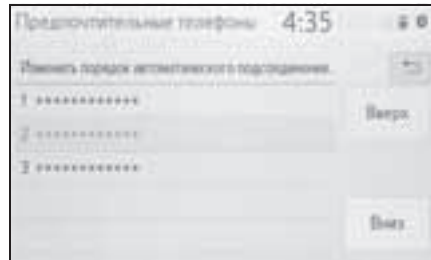 Предпочтительные телефоны 4:35
Изменить порядок автоматического подсоединения.
1 ************
Вверх
2 ************
3 ************
Вниз